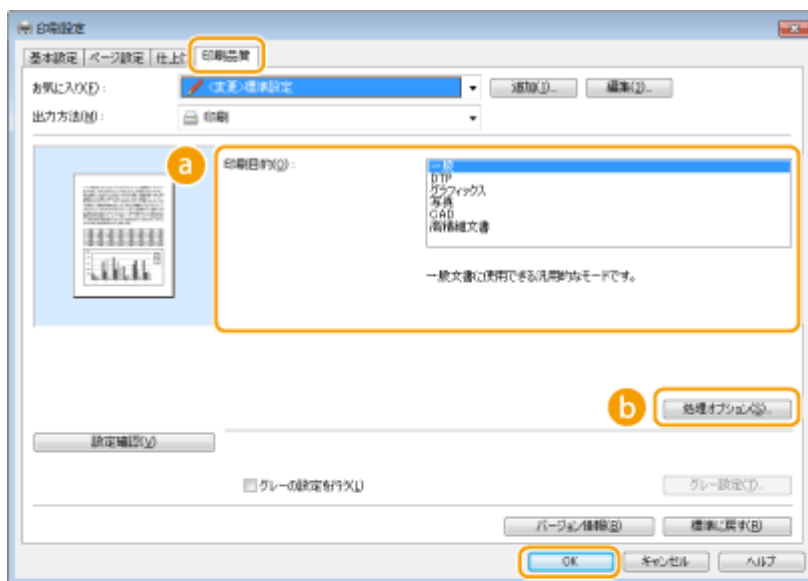 印刷設定
基本設定 ページ設定 仕上げ 印刷品質
お気に入り(F): <変更>標準設定 追加(1)... 編集(2)...
出力方法(M): 印刷
a 印刷目的(O): 一般
DTP
グラフィックス
写真
CAD
高精細文書
一般文書に使用できる汎用的なモードです。
b 処理オプション(S)...
設定確認(V)
グレーの設定を行う(L) グレー設定(T)...
バージョン情報(B) 標準に戻す(R)
OK キャンセル ヘルプ